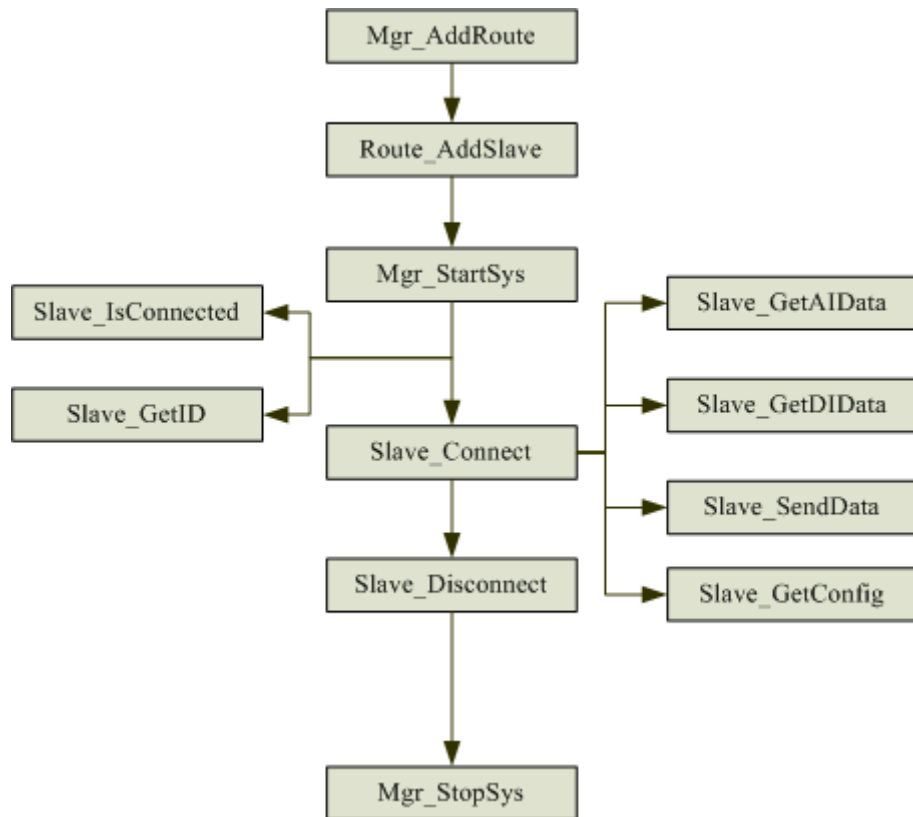 Mgr_AddRoute
Route_AddSlave
Mgr_StartSys
Slave_IsConnected
Slave_GetID
Slave_Connect
Slave_GetAIData
Slave_GetDIData
Slave_SendData
Slave_GetConfig
Slave_Disconnect
Mgr_StopSys